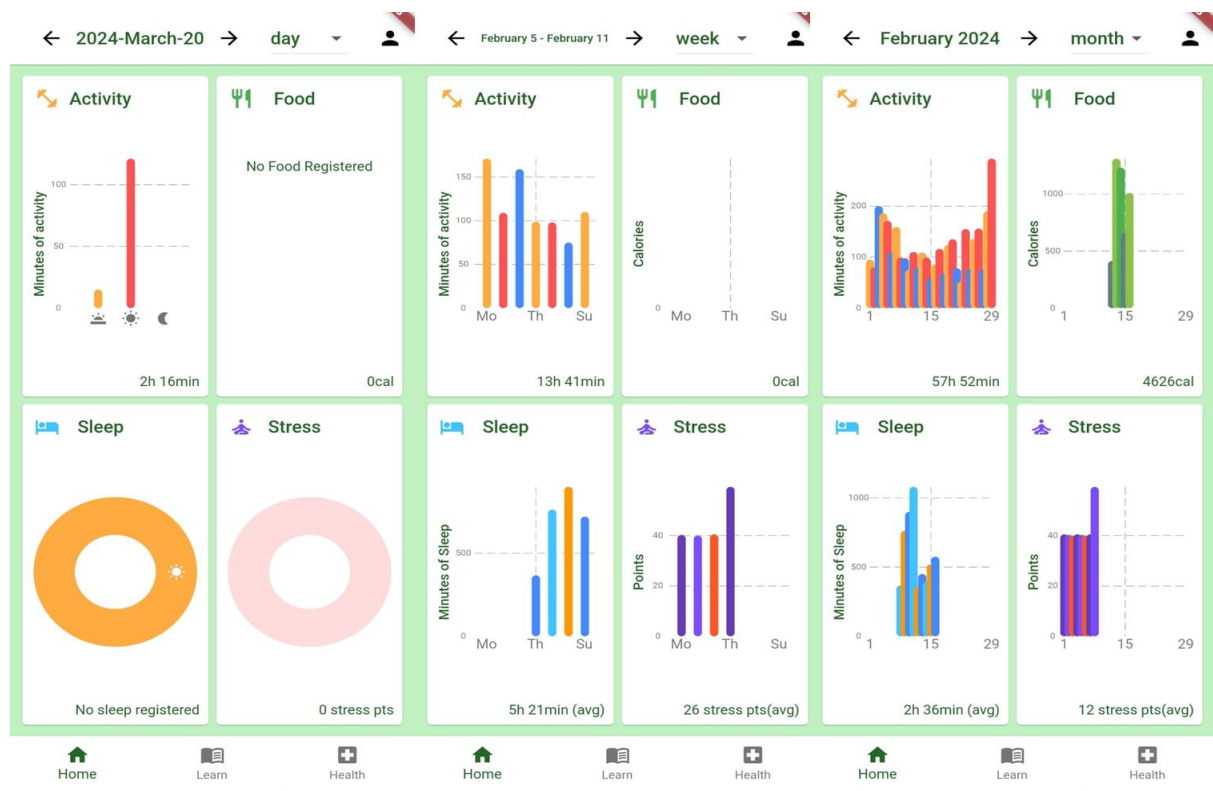 2024-March-20
day
Activity
Minutes of activity
100
50
0
2h 16min
Food
No Food Registered
0cal
Sleep
No sleep registered
Stress
0 stress pts
Home
Learn
Health
February 5 - February 11
week
Activity
Minutes of activity
150
100
50
0
Mo Th Su
13h 41min
Food
Calories
0
Mo Th Su
0cal
Sleep
Minutes of Sleep
500
0
Mo Th Su
5h 21min (avg)
Stress
Points
40
20
0
Mo Th Su
26 stress pts(avg)
Home
Learn
Health
February 2024
month
Activity
Minutes of activity
200
100
0
1 15 29
57h 52min
Food
Calories
1000
500
0
1 15 29
4626cal
Sleep
Minutes of Sleep
1000
500
0
1 15 29
2h 36min (avg)
Stress
Points
40
20
0
1 15 29
12 stress pts(avg)
Home
Learn
Health